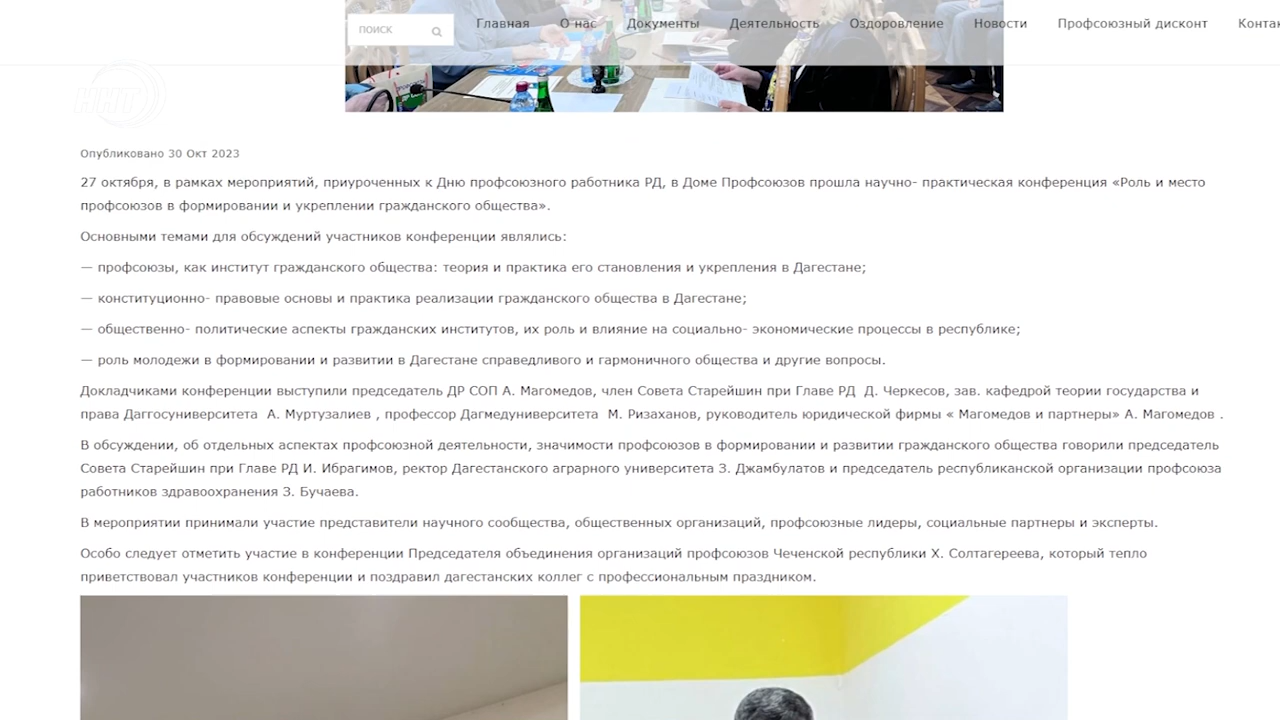 ПОИСК
Главная
О нас
Документы
Деятельность
Оздоровление
Новости
Профсоюзный дисконт
ННТ
Опубликовано 30 Окт 2023
27 октября, в рамках мероприятий, приуроченных к Дню профсоюзного работника РД, в Доме Профсоюзов прошла научно- практическая конференция «Роль и место
профсоюзов в формировании и укреплении гражданского общества».
Основными темами для обсуждений участников конференции являлись:
— профсоюзы, как институт гражданского общества: теория и практика его становления и укрепления в Дагестане;
— конституционно- правовые основы и практика реализации гражданского общества в Дагестане;
— общественно- политические аспекты гражданских институтов, их роль и влияние на социально- экономические процессы в республике;
— роль молодежи в формировании и развитии в Дагестане справедливого и гармоничного общества и другие вопросы.
Докладчиками конференции выступили председатель ДР СОП А. Магомедов, член Совета Старейшин при Главе РД Д. Черкесов, зав. кафедрой теории государства и
права Даггосуниверситета А. Муртузалиев , профессор Дагмедуниверситета М. Ризаханов, руководитель юридической фирмы « Магомедов и партнеры» А. Магомедов .
В обсуждении, об отдельных аспектах профсоюзной деятельности, значимости профсоюзов в формировании и развитии гражданского общества говорили председатель
Совета Старейшин при Главе РД И. Ибрагимов, ректор Дагестанского аграрного университета З. Джамбулатов и председатель республиканской организации профсоюза
работников здравоохранения З. Бучаева.
В мероприятии принимали участие представители научного сообщества, общественных организаций, профсоюзные лидеры, социальные партнеры и эксперты.
Особо следует отметить участие в конференции Председателя объединения организаций профсоюзов Чеченской республики Х. Солтагереева, который тепло
приветствовал участников конференции и поздравил дагестанских коллег с профессиональным праздником.